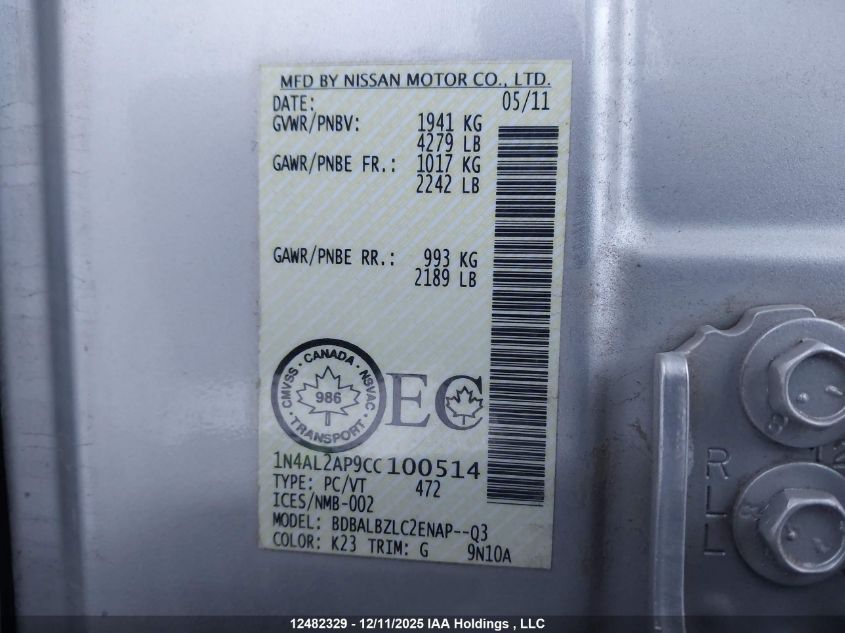 MFD BY NISSAN MOTOR CO., LTD.
DATE: 05/11
GVWR/PNBV: 1941 KG
4279 LB
GAWR/PNBE FR.: 1017 KG
2242 LB
GAWR/PNBE RR.: 993 KG
2189 LB
CMVSS · CANADA · NSVAC · TRANSPORT ·
986
EC
1N4AL2AP9CC100514
TYPE: PC/VT 472
ICES/NMB-002
MODEL: BDBALBZLC2ENAP--Q3
COLOR: K23 TRIM: G 9N10A
R
L
L
12482329 - 12/11/2025 IAA Holdings , LLC